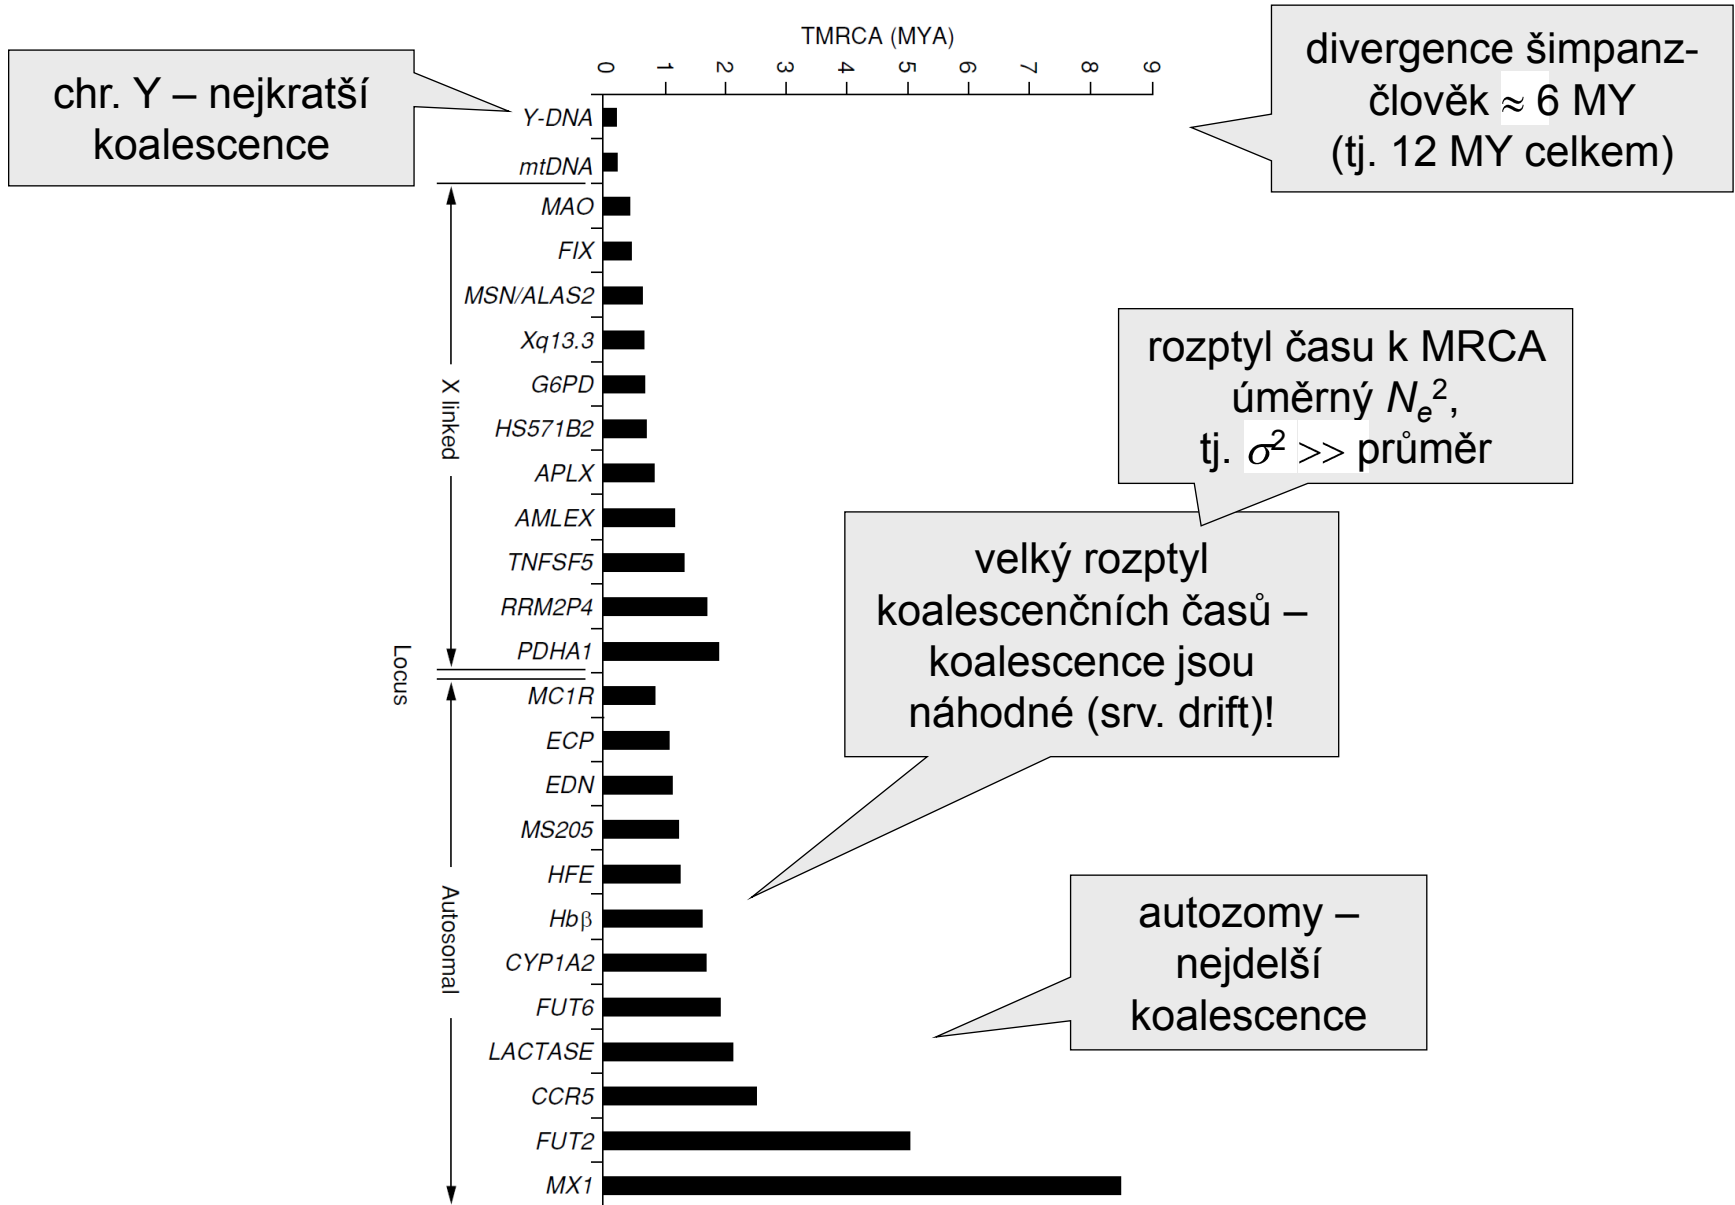 TMRCA (MYA)
0 1 2 3 4 5 6 7 8 9
chr. Y – nejkratší
koalescence
divergence šimpanz-
člověk ≈ 6 MY
(tj. 12 MY celkem)
Y-DNA
mtDNA
MAO
FIX
MSN/ALAS2
Xq13.3
G6PD
HS571B2
APLX
AMLEX
TNFSF5
RRM2P4
PDHA1
MC1R
ECP
EDN
MS205
HFE
Hbβ
CYP1A2
FUT6
LACTASE
CCR5
FUT2
MX1
X linked
Locus
Autosomal
rozptyl času k MRCA
úměrný Ne²,
tj. σ² >> průměr
velký rozptyl
koalescenčních časů –
koalescence jsou
náhodné (srv. drift)!
autozomy –
nejdelší
koalescence